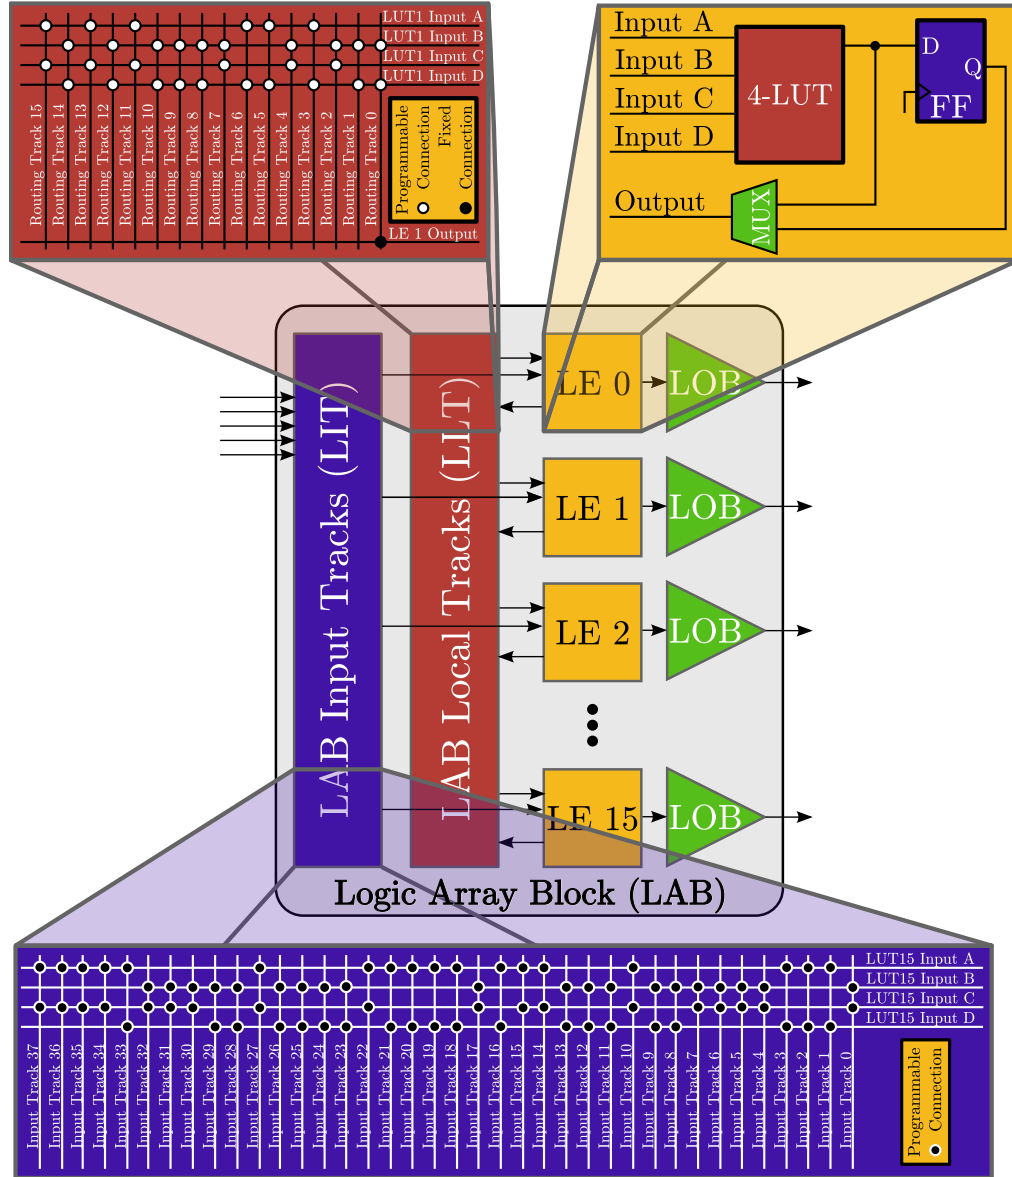 LUT1 Input A
LUT1 Input B
LUT1 Input C
LUT1 Input D
Routing Track 15
Routing Track 14
Routing Track 13
Routing Track 12
Routing Track 11
Routing Track 10
Routing Track 9
Routing Track 8
Routing Track 7
Routing Track 6
Routing Track 5
Routing Track 4
Routing Track 3
Routing Track 2
Routing Track 1
Routing Track 0
Programmable
Connection
Fixed
Connection
LE 1 Output
Input A
Input B
Input C
Input D
4-LUT
D
Q
FF
Output
MUX
LAB Input Tracks (LIT)
LAB Local Tracks (LLT)
LE 0
LOB
LE 1
LOB
LE 2
LOB
LE 15
LOB
Logic Array Block (LAB)
LUT15 Input A
LUT15 Input B
LUT15 Input C
LUT15 Input D
Input Track 37
Input Track 36
Input Track 35
Input Track 34
Input Track 33
Input Track 32
Input Track 31
Input Track 30
Input Track 29
Input Track 28
Input Track 27
Input Track 26
Input Track 25
Input Track 24
Input Track 23
Input Track 22
Input Track 21
Input Track 20
Input Track 19
Input Track 18
Input Track 17
Input Track 16
Input Track 15
Input Track 14
Input Track 13
Input Track 12
Input Track 11
Input Track 10
Input Track 9
Input Track 8
Input Track 7
Input Track 6
Input Track 5
Input Track 4
Input Track 3
Input Track 2
Input Track 1
Input Track 0
Programmable
Connection